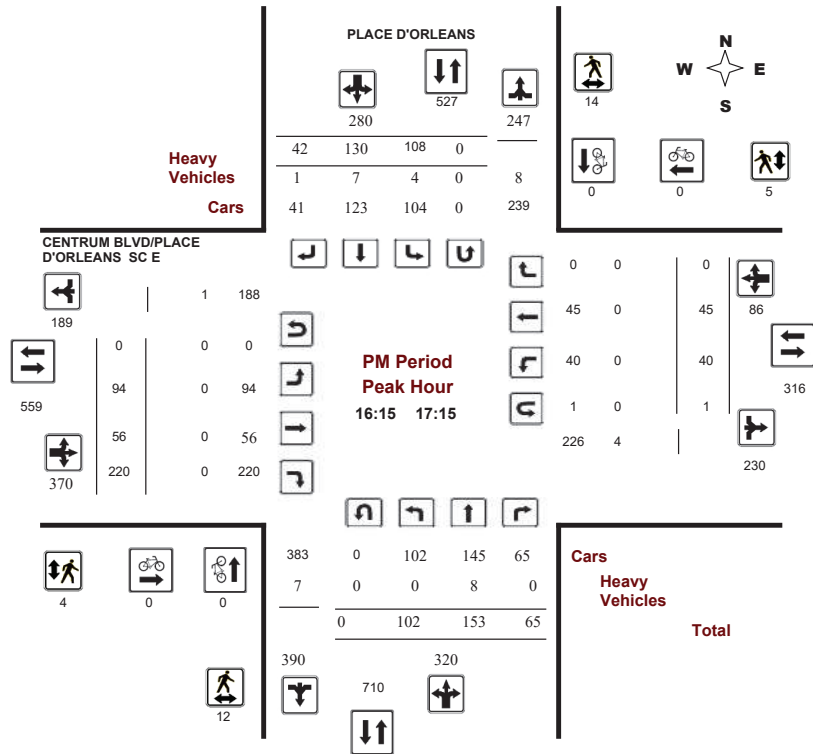 PLACE D'ORLEANS
N
W E
S
527
14
280 247
42 130 108 0
Heavy
Vehicles
1 7 4 0 8
Cars
41 123 104 0 239
0 0 5
CENTRUM BLVD/PLACE
D'ORLEANS SC E
1 188
189
0 0 0
559
94 0 94
56 0 56
370
220 0 220
PM Period
Peak Hour
16:15 17:15
0 0 0
45 0 45
86
40 0 40
316
1 0 1
226 4
230
383 0 102 145 65
Cars
7 0 0 8 0
Heavy
Vehicles
0 102 153 65
Total
4 0 0
390 320
710
12